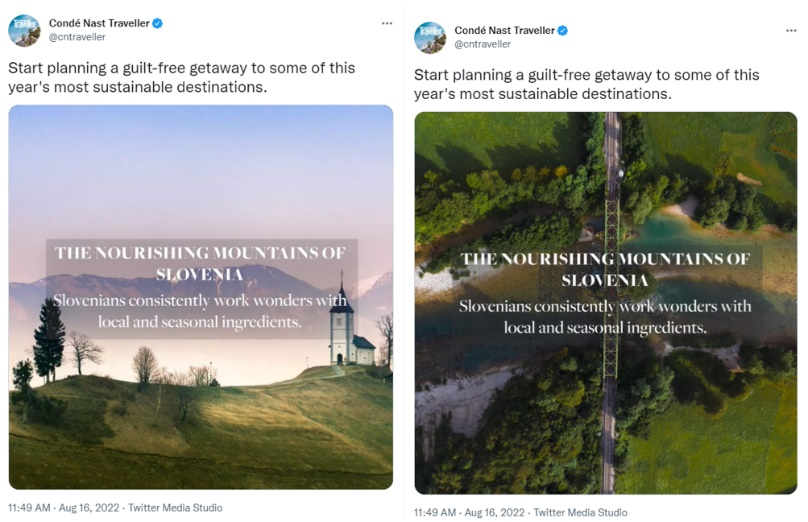 Condé Nast Traveller
@cntraveller
Start planning a guilt-free getaway to some of this
year's most sustainable destinations.
THE NOURISHING MOUNTAINS OF
SLOVENIA
Slovenians consistently work wonders with
local and seasonal ingredients.
11:49 AM · Aug 16, 2022 · Twitter Media Studio
Condé Nast Traveller
@cntraveller
Start planning a guilt-free getaway to some of this
year's most sustainable destinations.
THE NOURISHING MOUNTAINS OF
SLOVENIA
Slovenians consistently work wonders with
local and seasonal ingredients.
11:49 AM · Aug 16, 2022 · Twitter Media Studio